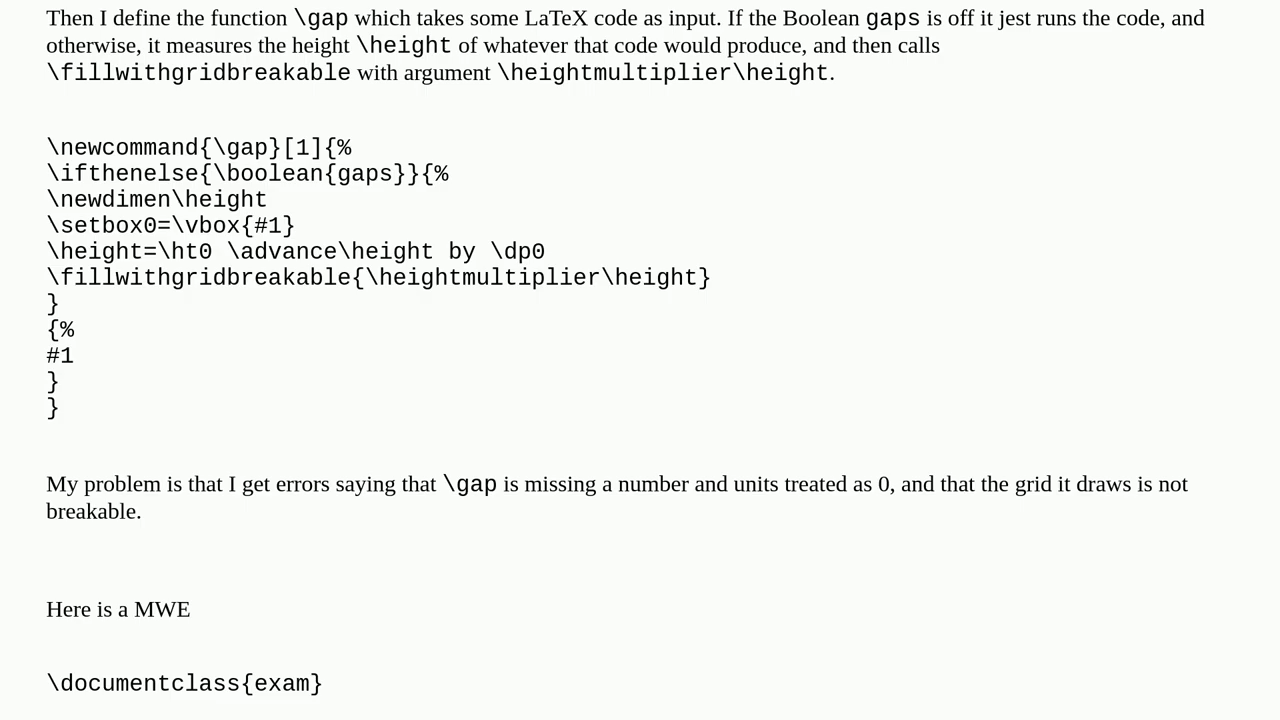 Then I define the function \gap which takes some LaTeX code as input. If the Boolean gaps is off it jest runs the code, and
otherwise, it measures the height \height of whatever that code would produce, and then calls
\fillwithgridbreakable with argument \heightmultiplier\height.
\newcommand{\gap}[1]{%
\ifthenelse{\boolean{gaps}}{%
\newdimen\height
\setbox0=\vbox{#1}
\height=\ht0 \advance\height by \dp0
\fillwithgridbreakable{\heightmultiplier\height}
}
{%
#1
}
}
My problem is that I get errors saying that \gap is missing a number and units treated as 0, and that the grid it draws is not
breakable.
Here is a MWE
\documentclass{exam}